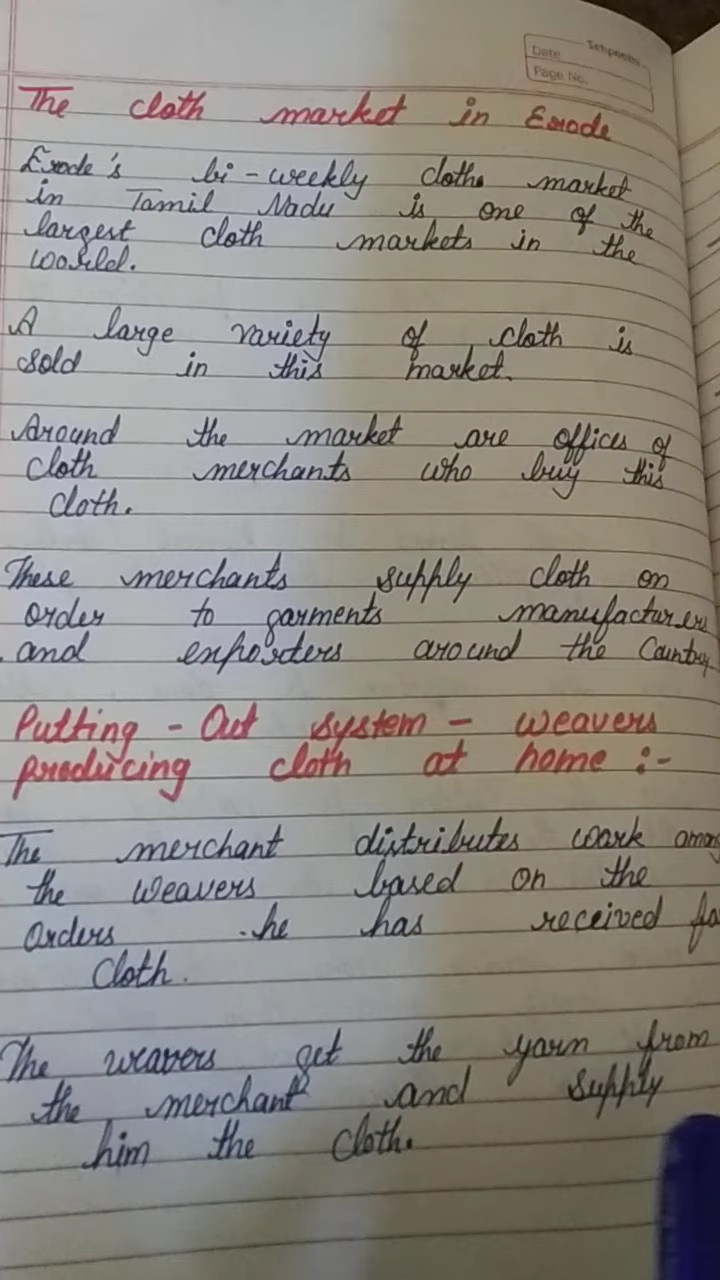 Date
Page No.
The cloth market in Erode
Erode's bi-weekly cloth market
in Tamil Nadu is one of the
largest cloth markets in the
world.
A large variety of cloth is
sold in this market.
Around the market are offices of
cloth merchants who buy this
cloth.
These merchants supply cloth on
order to garments manufacturers
and exporters around the Country
Putting - Out system - weavers
producing cloth at home :-
The merchant distributes work among
the weavers based on the
orders he has received fo
cloth.
The weavers get the yarn from
the merchant and supply
him the cloth.